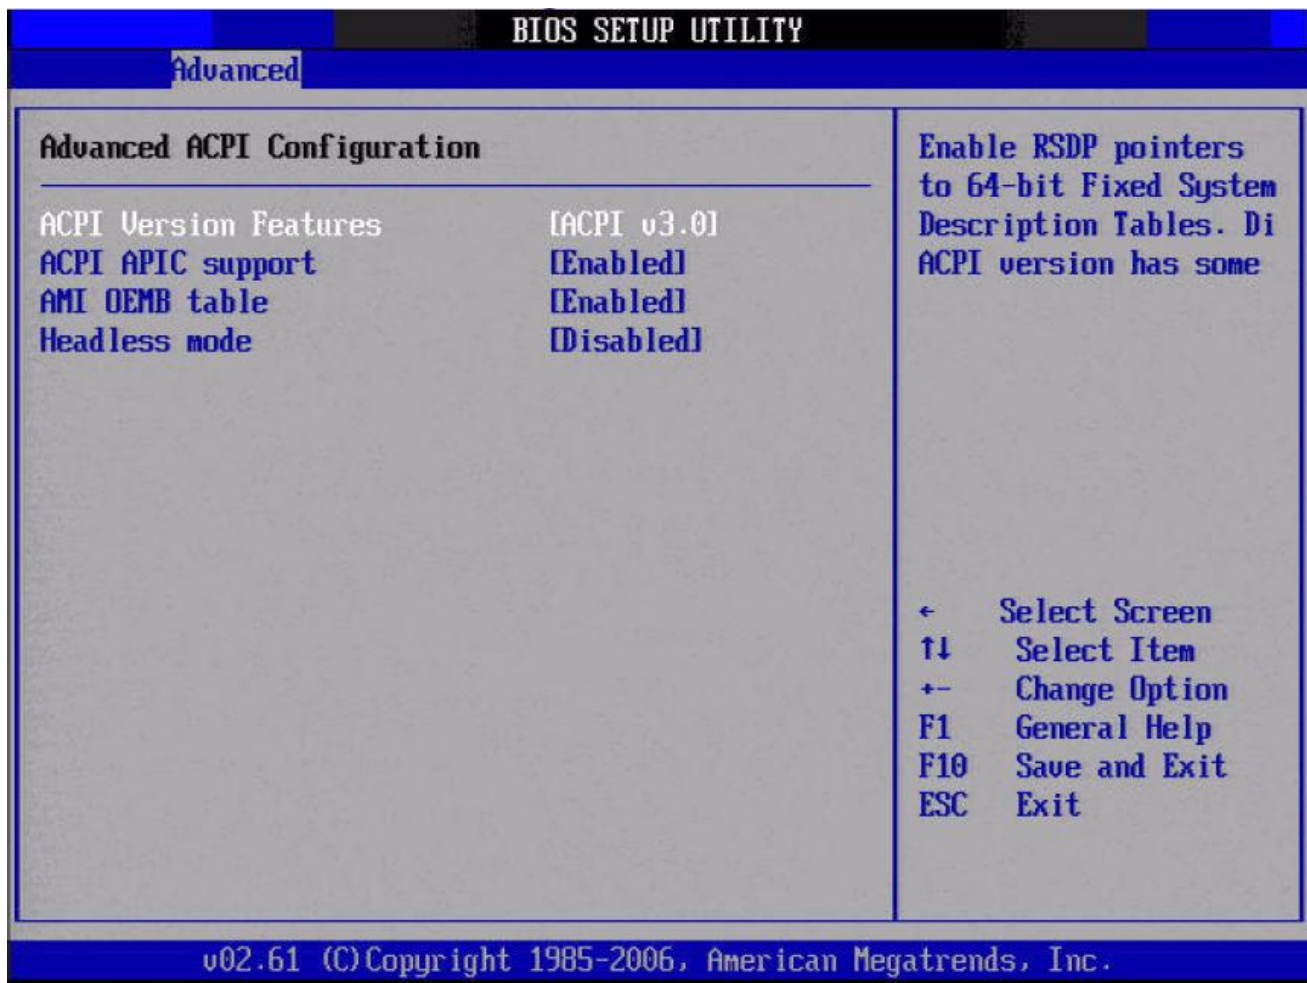 BIOS SETUP UTILITY
Advanced
Advanced ACPI Configuration
ACPI Version Features [ACPI v3.0]
ACPI APIC support [Enabled]
AMI OEMB table [Enabled]
Headless mode [Disabled]
Enable RSDP pointers
to 64-bit Fixed System
Description Tables. Di
ACPI version has some
← Select Screen
↑↓ Select Item
+- Change Option
F1 General Help
F10 Save and Exit
ESC Exit
v02.61 (C)Copyright 1985-2006, American Megatrends, Inc.